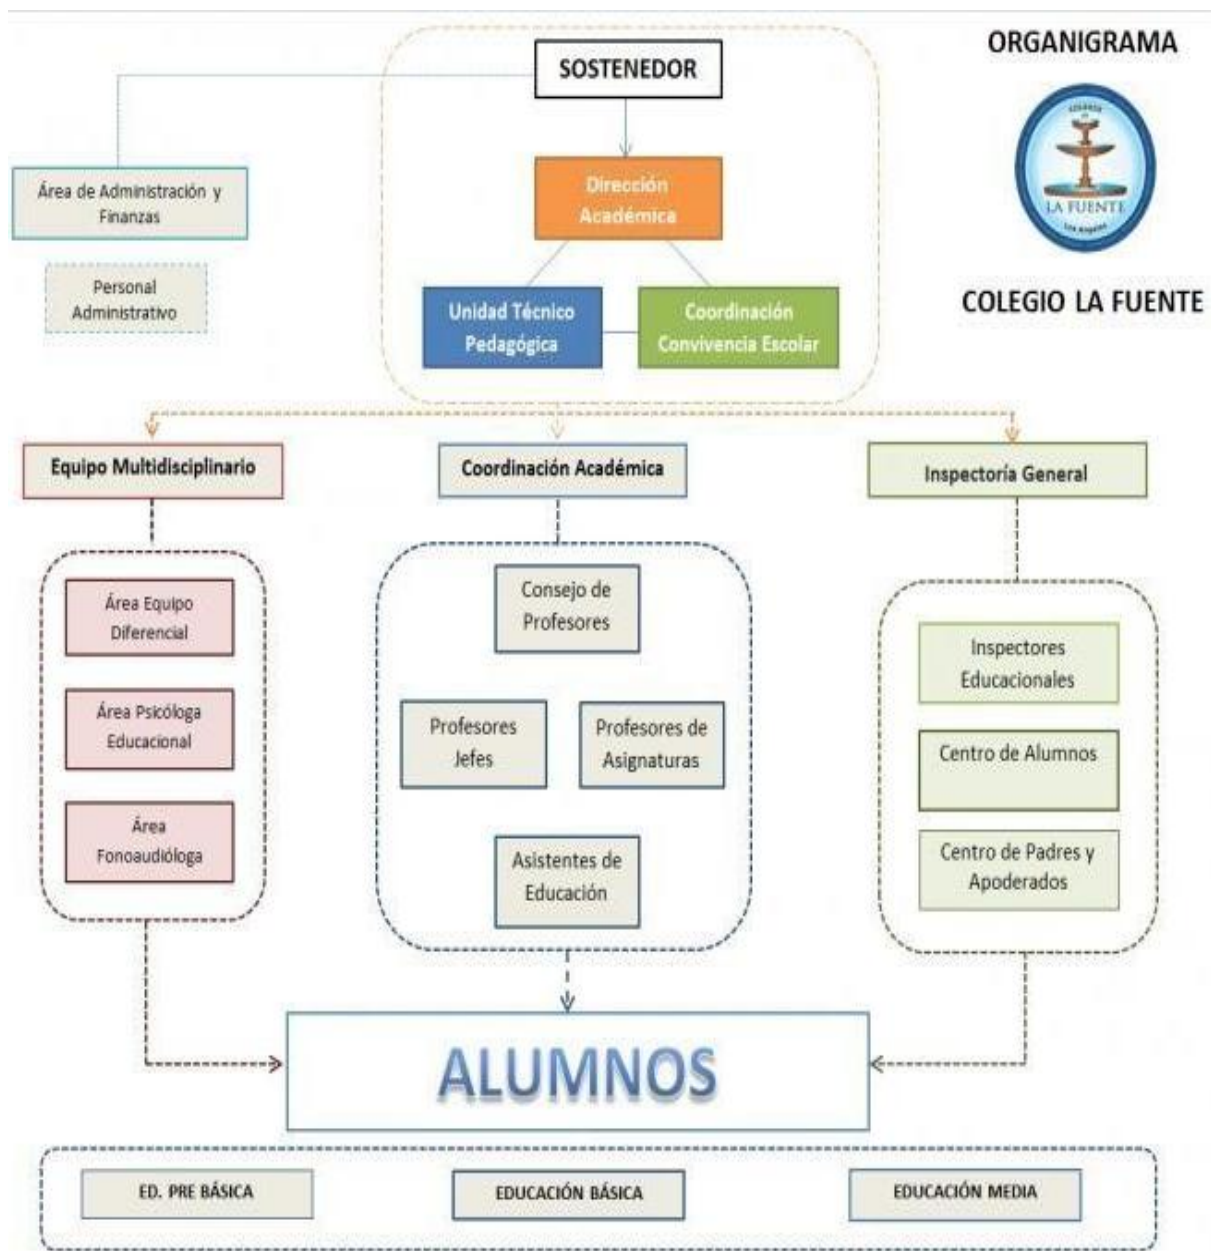 ORGANIGRAMA
SOSTENEDOR
COLEGIO
LA FUENTE
Los Angeles
Área de Administración y
Finanzas
Dirección
Académica
Personal
Administrativo
COLEGIO LA FUENTE
Unidad Técnico
Pedagógica
Coordinación
Convivencia Escolar
Equipo Multidisciplinario
Coordinación Académica
Inspectoría General
Área Equipo
Diferencial
Área Psicóloga
Educacional
Área
Fonoaudióloga
Consejo de
Profesores
Profesores
Jefes
Profesores de
Asignaturas
Asistentes de
Educación
Inspectores
Educacionales
Centro de Alumnos
Centro de Padres y
Apoderados
ALUMNOS
ED. PRE BÁSICA
EDUCACIÓN BÁSICA
EDUCACIÓN MEDIA